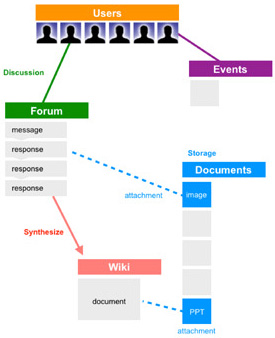 Users
Discussion
Events
Forum
message
response
response
response
Storage
Documents
image
attachment
Synthesize
Wiki
document
PPT
attachment